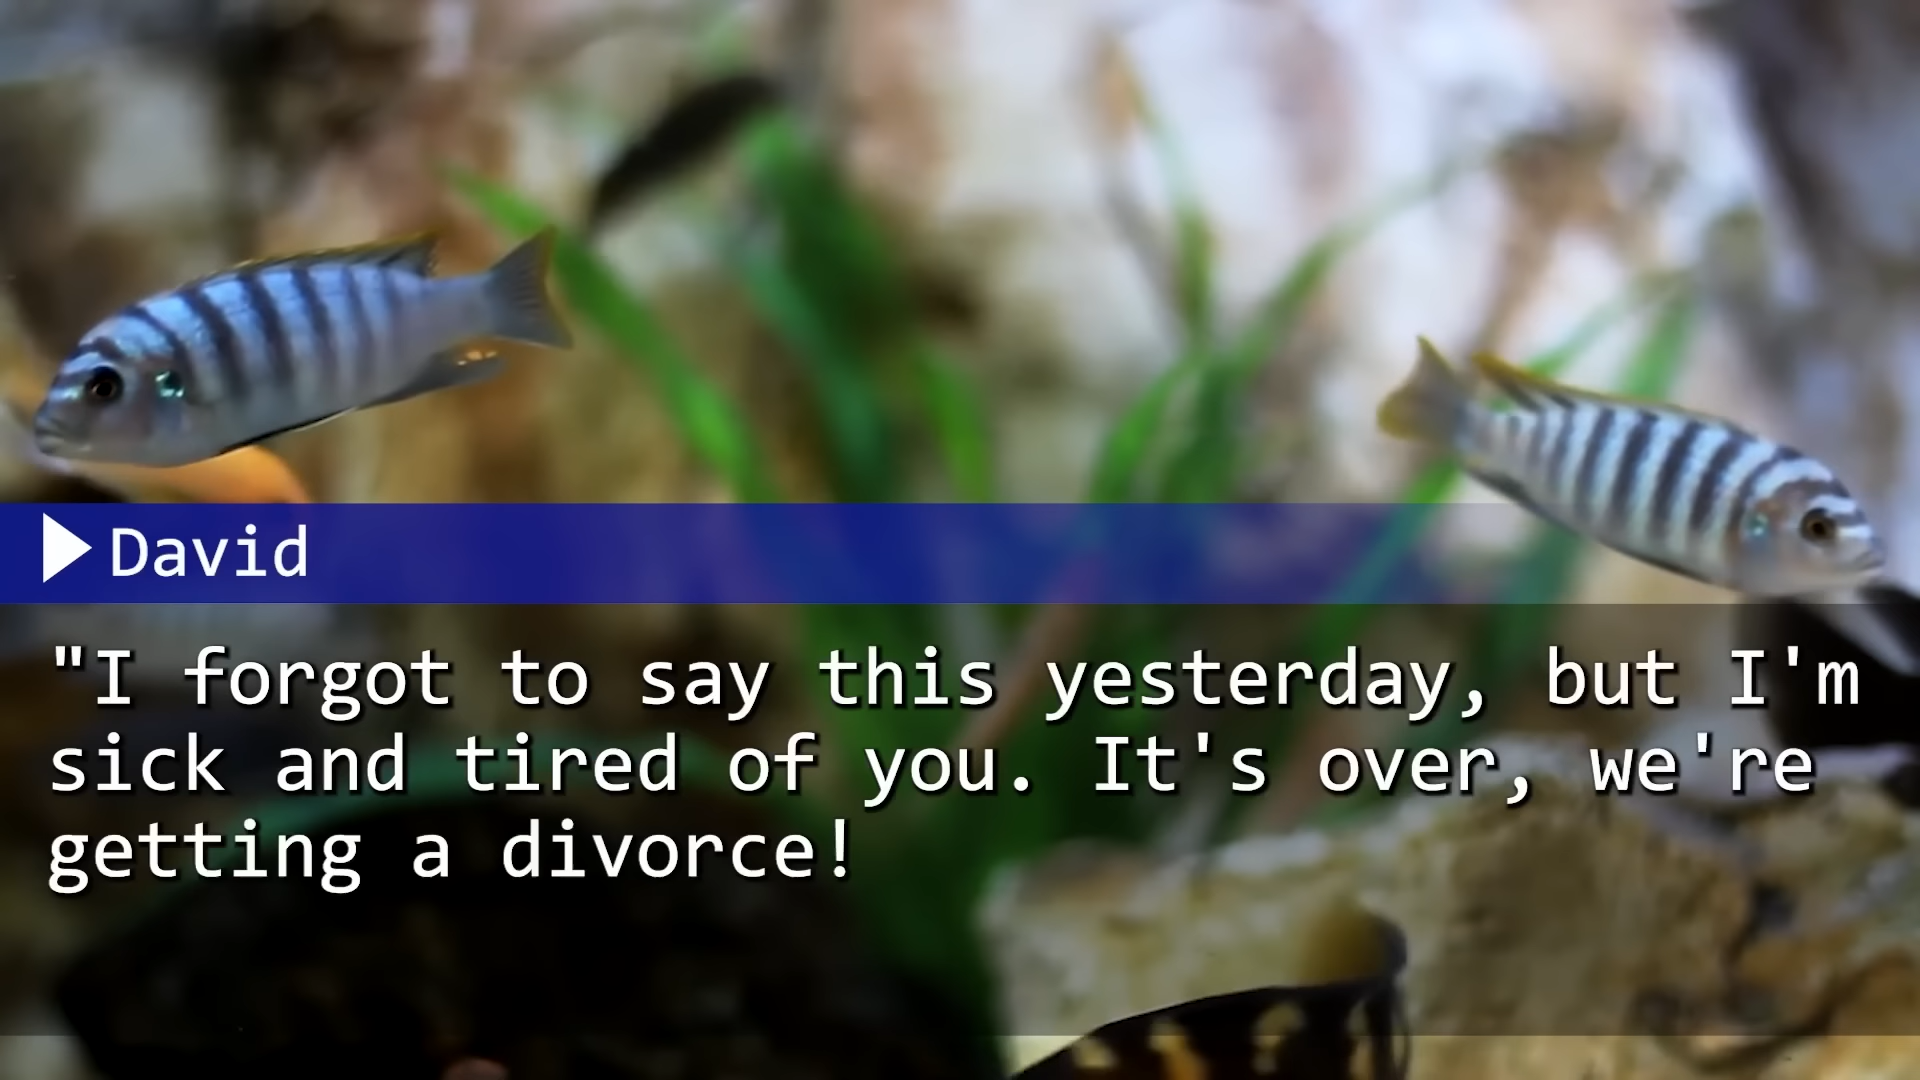 David
"I forgot to say this yesterday, but I'm
sick and tired of you. It's over, we're
getting a divorce!